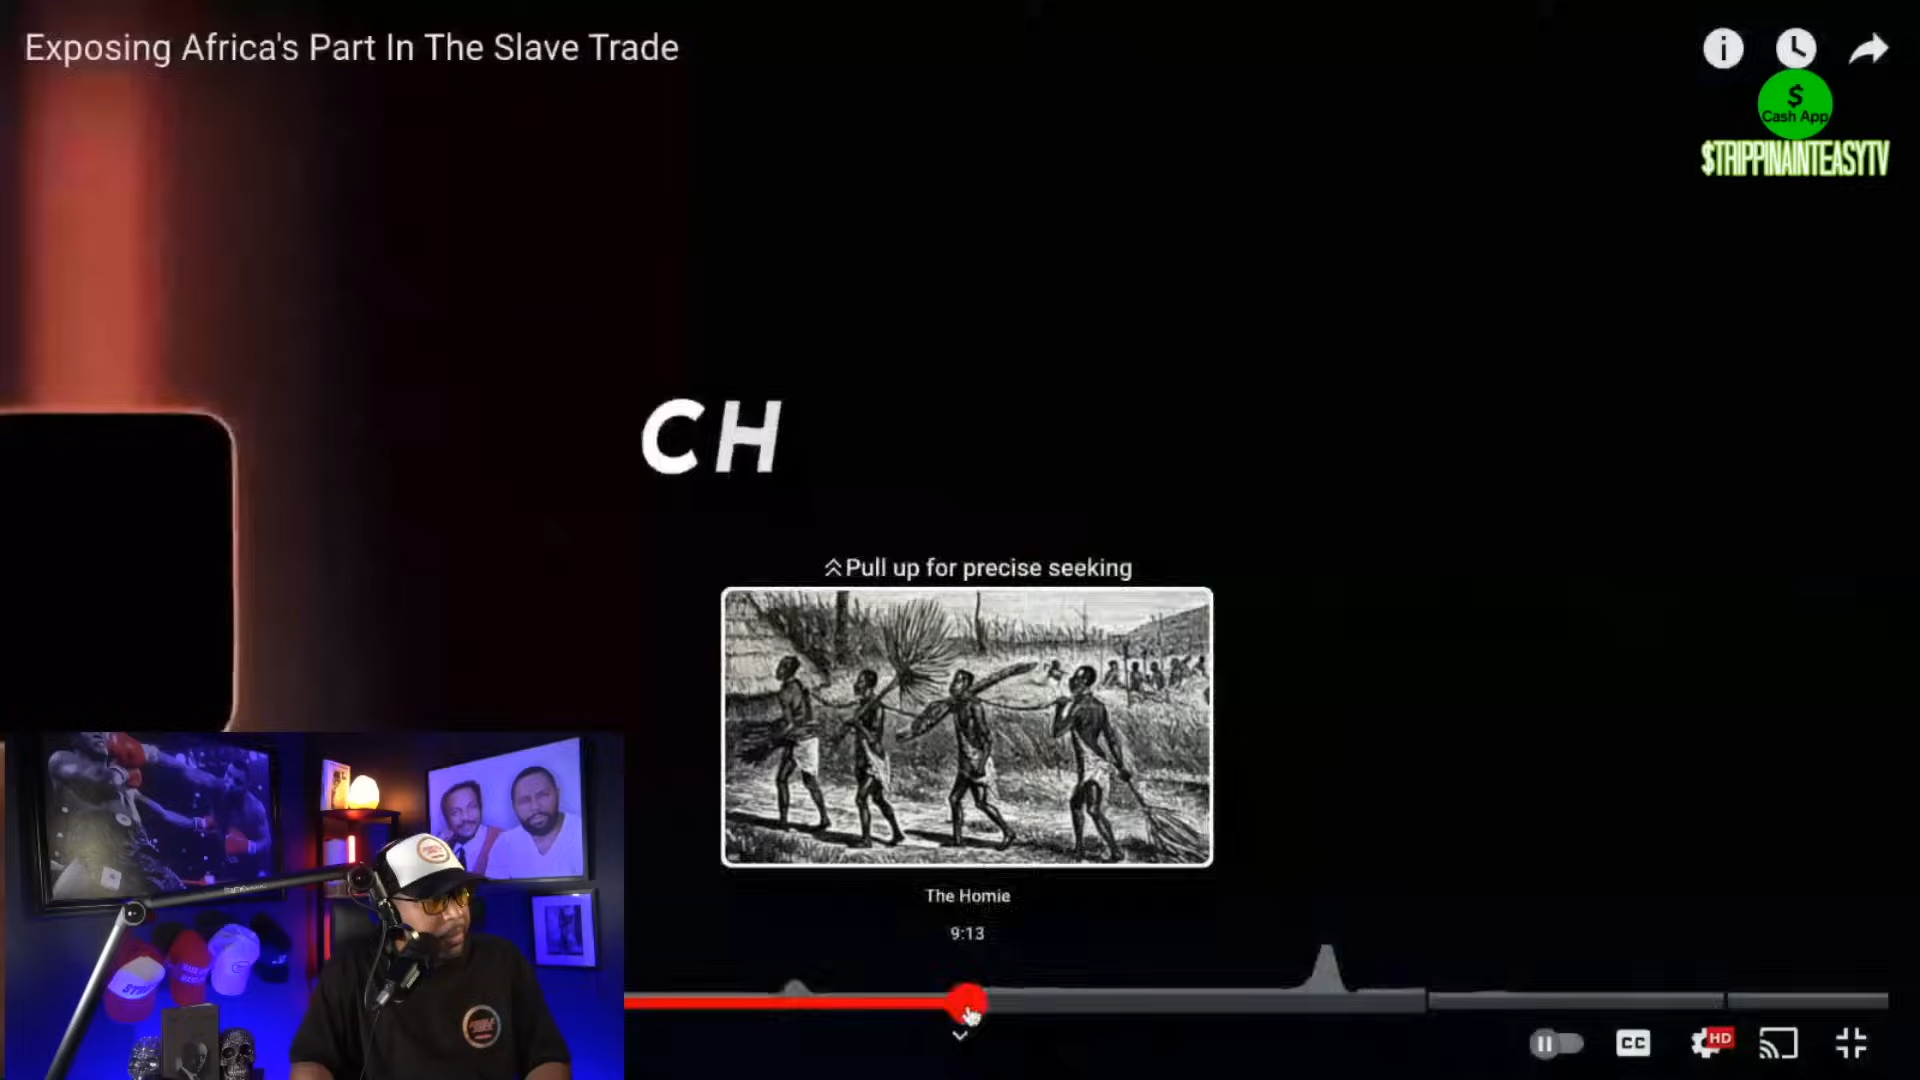 Exposing Africa's Part In The Slave Trade
$
Cash App
$TRIPPINAINTEASYTV
CH
Pull up for precise seeking
The Homie
9:13
CC
HD